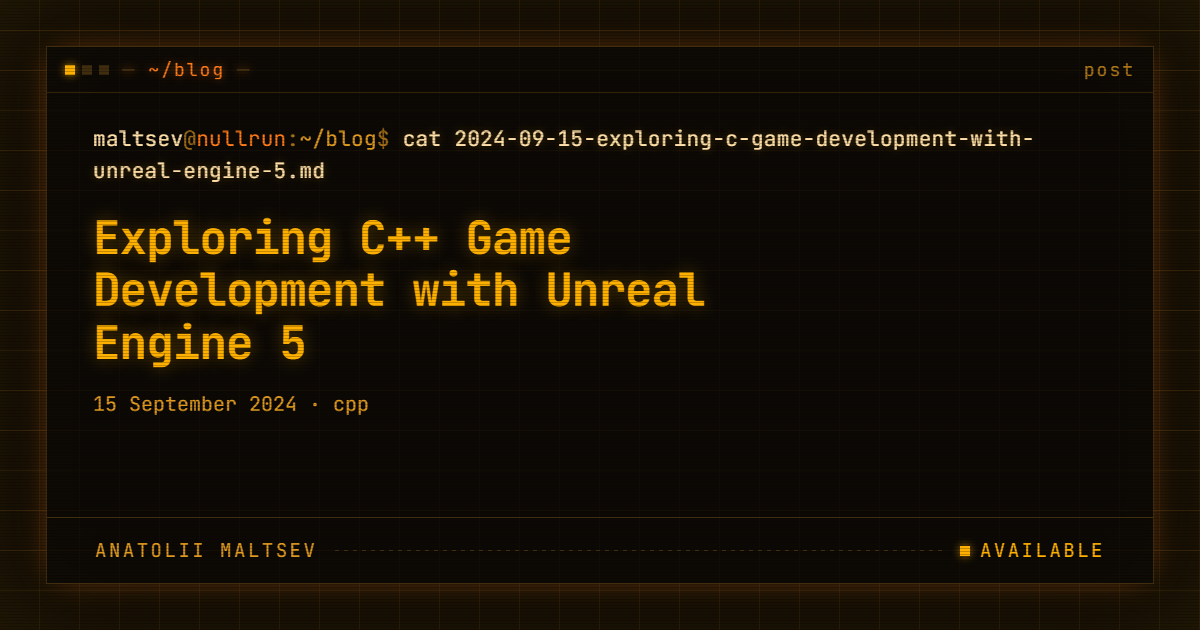 — ~/blog —
post
maltsev@nullrun:~/blog$ cat 2024-09-15-exploring-c-game-development-with-
unreal-engine-5.md
Exploring C++ Game
Development with Unreal
Engine 5
15 September 2024 · cpp
ANATOLII MALTSEV
AVAILABLE